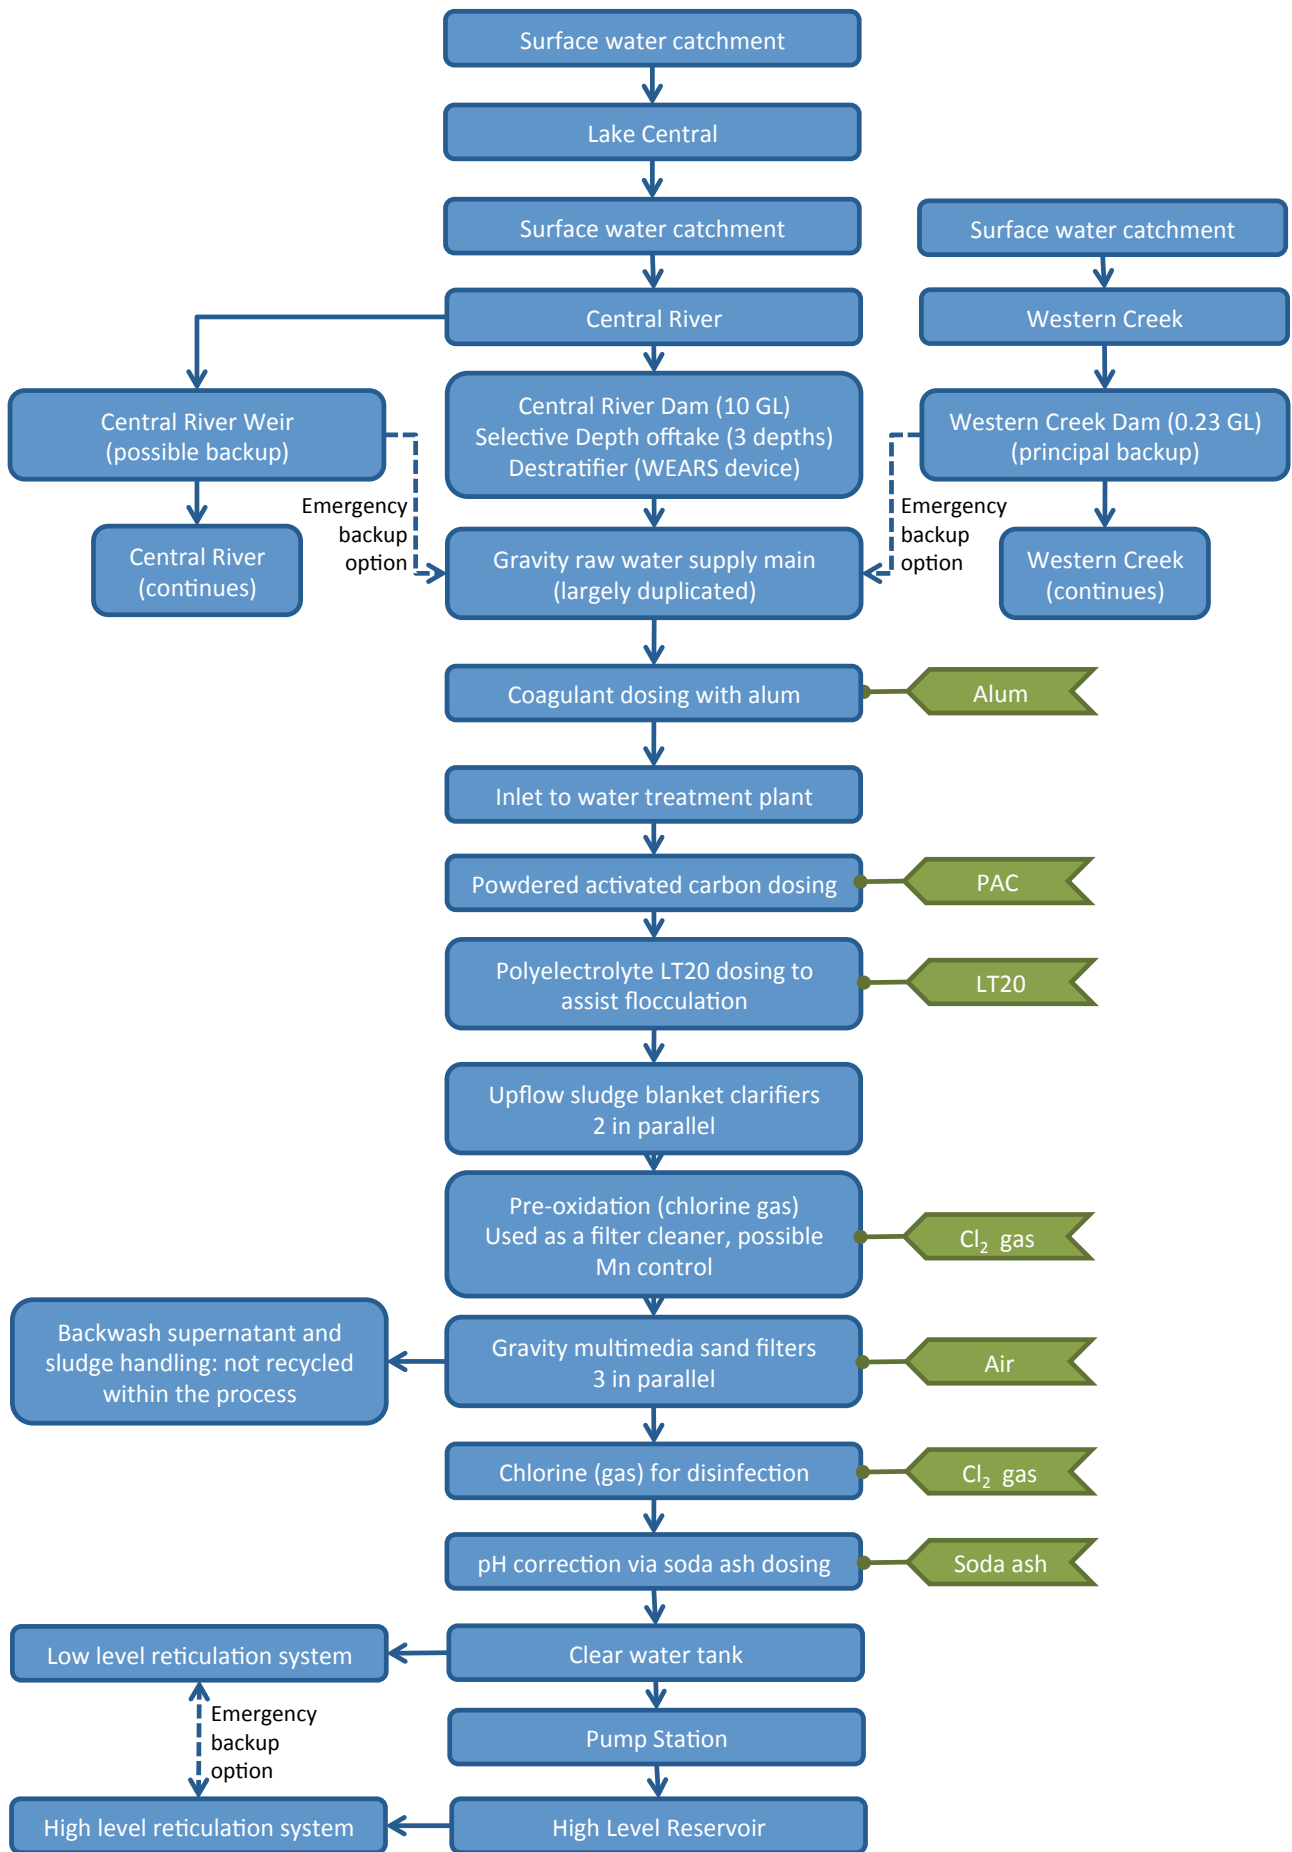 Surface water catchment
Lake Central
Surface water catchment
Surface water catchment
Central River
Western Creek
Central River Weir
(possible backup)
Central River Dam (10 GL)
Selective Depth offtake (3 depths)
Destratifier (WEARS device)
Western Creek Dam (0.23 GL)
(principal backup)
Emergency
backup
option
Emergency
backup
option
Central River
(continues)
Gravity raw water supply main
(largely duplicated)
Western Creek
(continues)
Coagulant dosing with alum
Alum
Inlet to water treatment plant
Powdered activated carbon dosing
PAC
Polyelectrolyte LT20 dosing to
assist flocculation
LT20
Upflow sludge blanket clarifiers
2 in parallel
Pre-oxidation (chlorine gas)
Used as a filter cleaner, possible
Mn control
Cl₂ gas
Backwash supernatant and
sludge handling: not recycled
within the process
Gravity multimedia sand filters
3 in parallel
Air
Chlorine (gas) for disinfection
Cl₂ gas
pH correction via soda ash dosing
Soda ash
Low level reticulation system
Clear water tank
Emergency
backup
option
Pump Station
High level reticulation system
High Level Reservoir